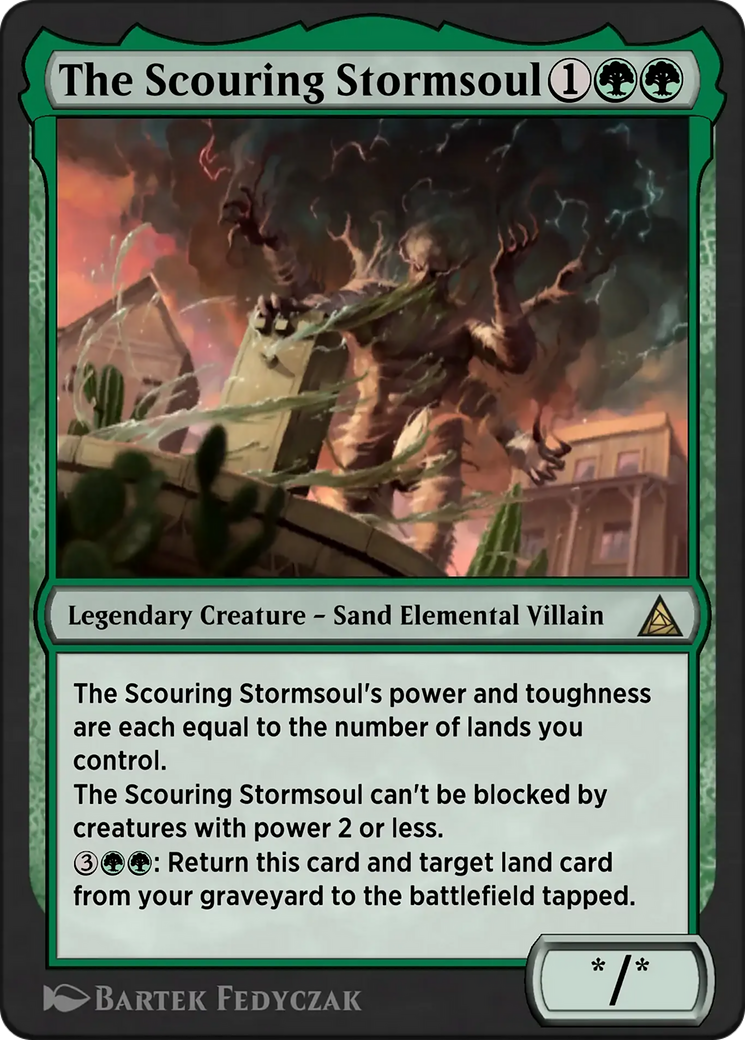 The Scouring Stormsoul 1
Legendary Creature – Sand Elemental Villain
The Scouring Stormsoul's power and toughness
are each equal to the number of lands you
control.
The Scouring Stormsoul can't be blocked by
creatures with power 2 or less.
3: Return this card and target land card
from your graveyard to the battlefield tapped.
*/*
Bartek Fedyczak